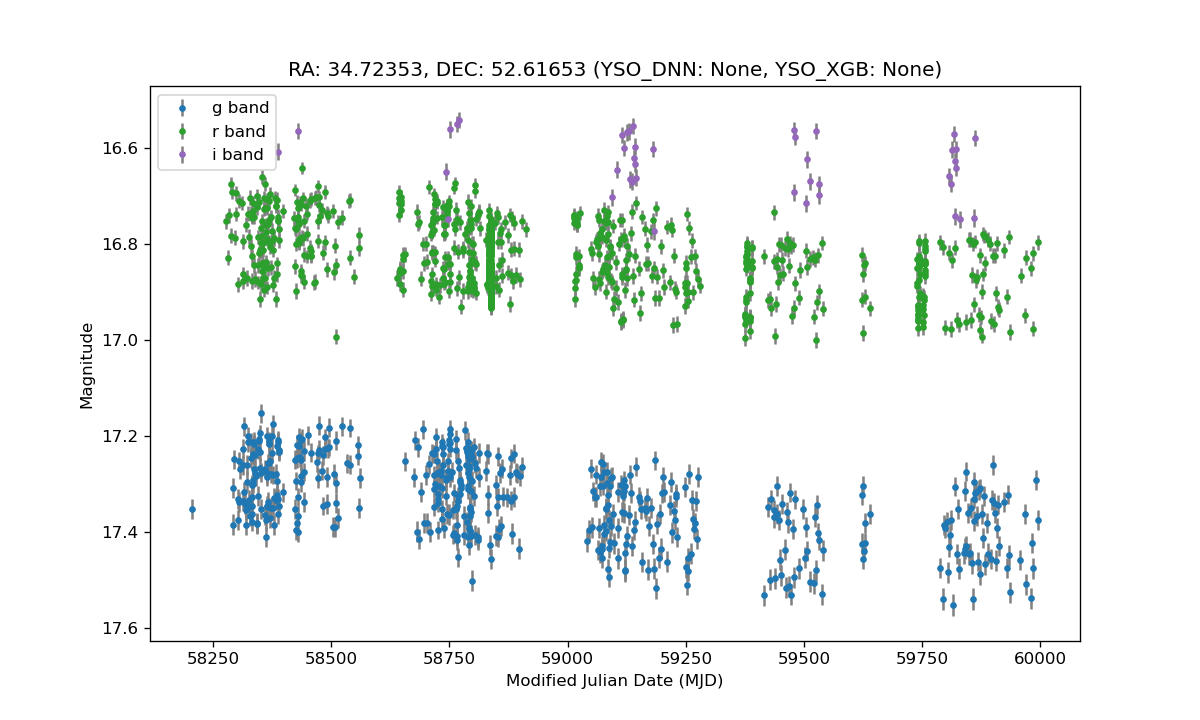 RA: 34.72353, DEC: 52.61653 (YSO_DNN: None, YSO_XGB: None)
g band
r band
i band
16.6
16.8
17.0
17.2
17.4
17.6
Magnitude
58250 58500 58750 59000 59250 59500 59750 60000
Modified Julian Date (MJD)